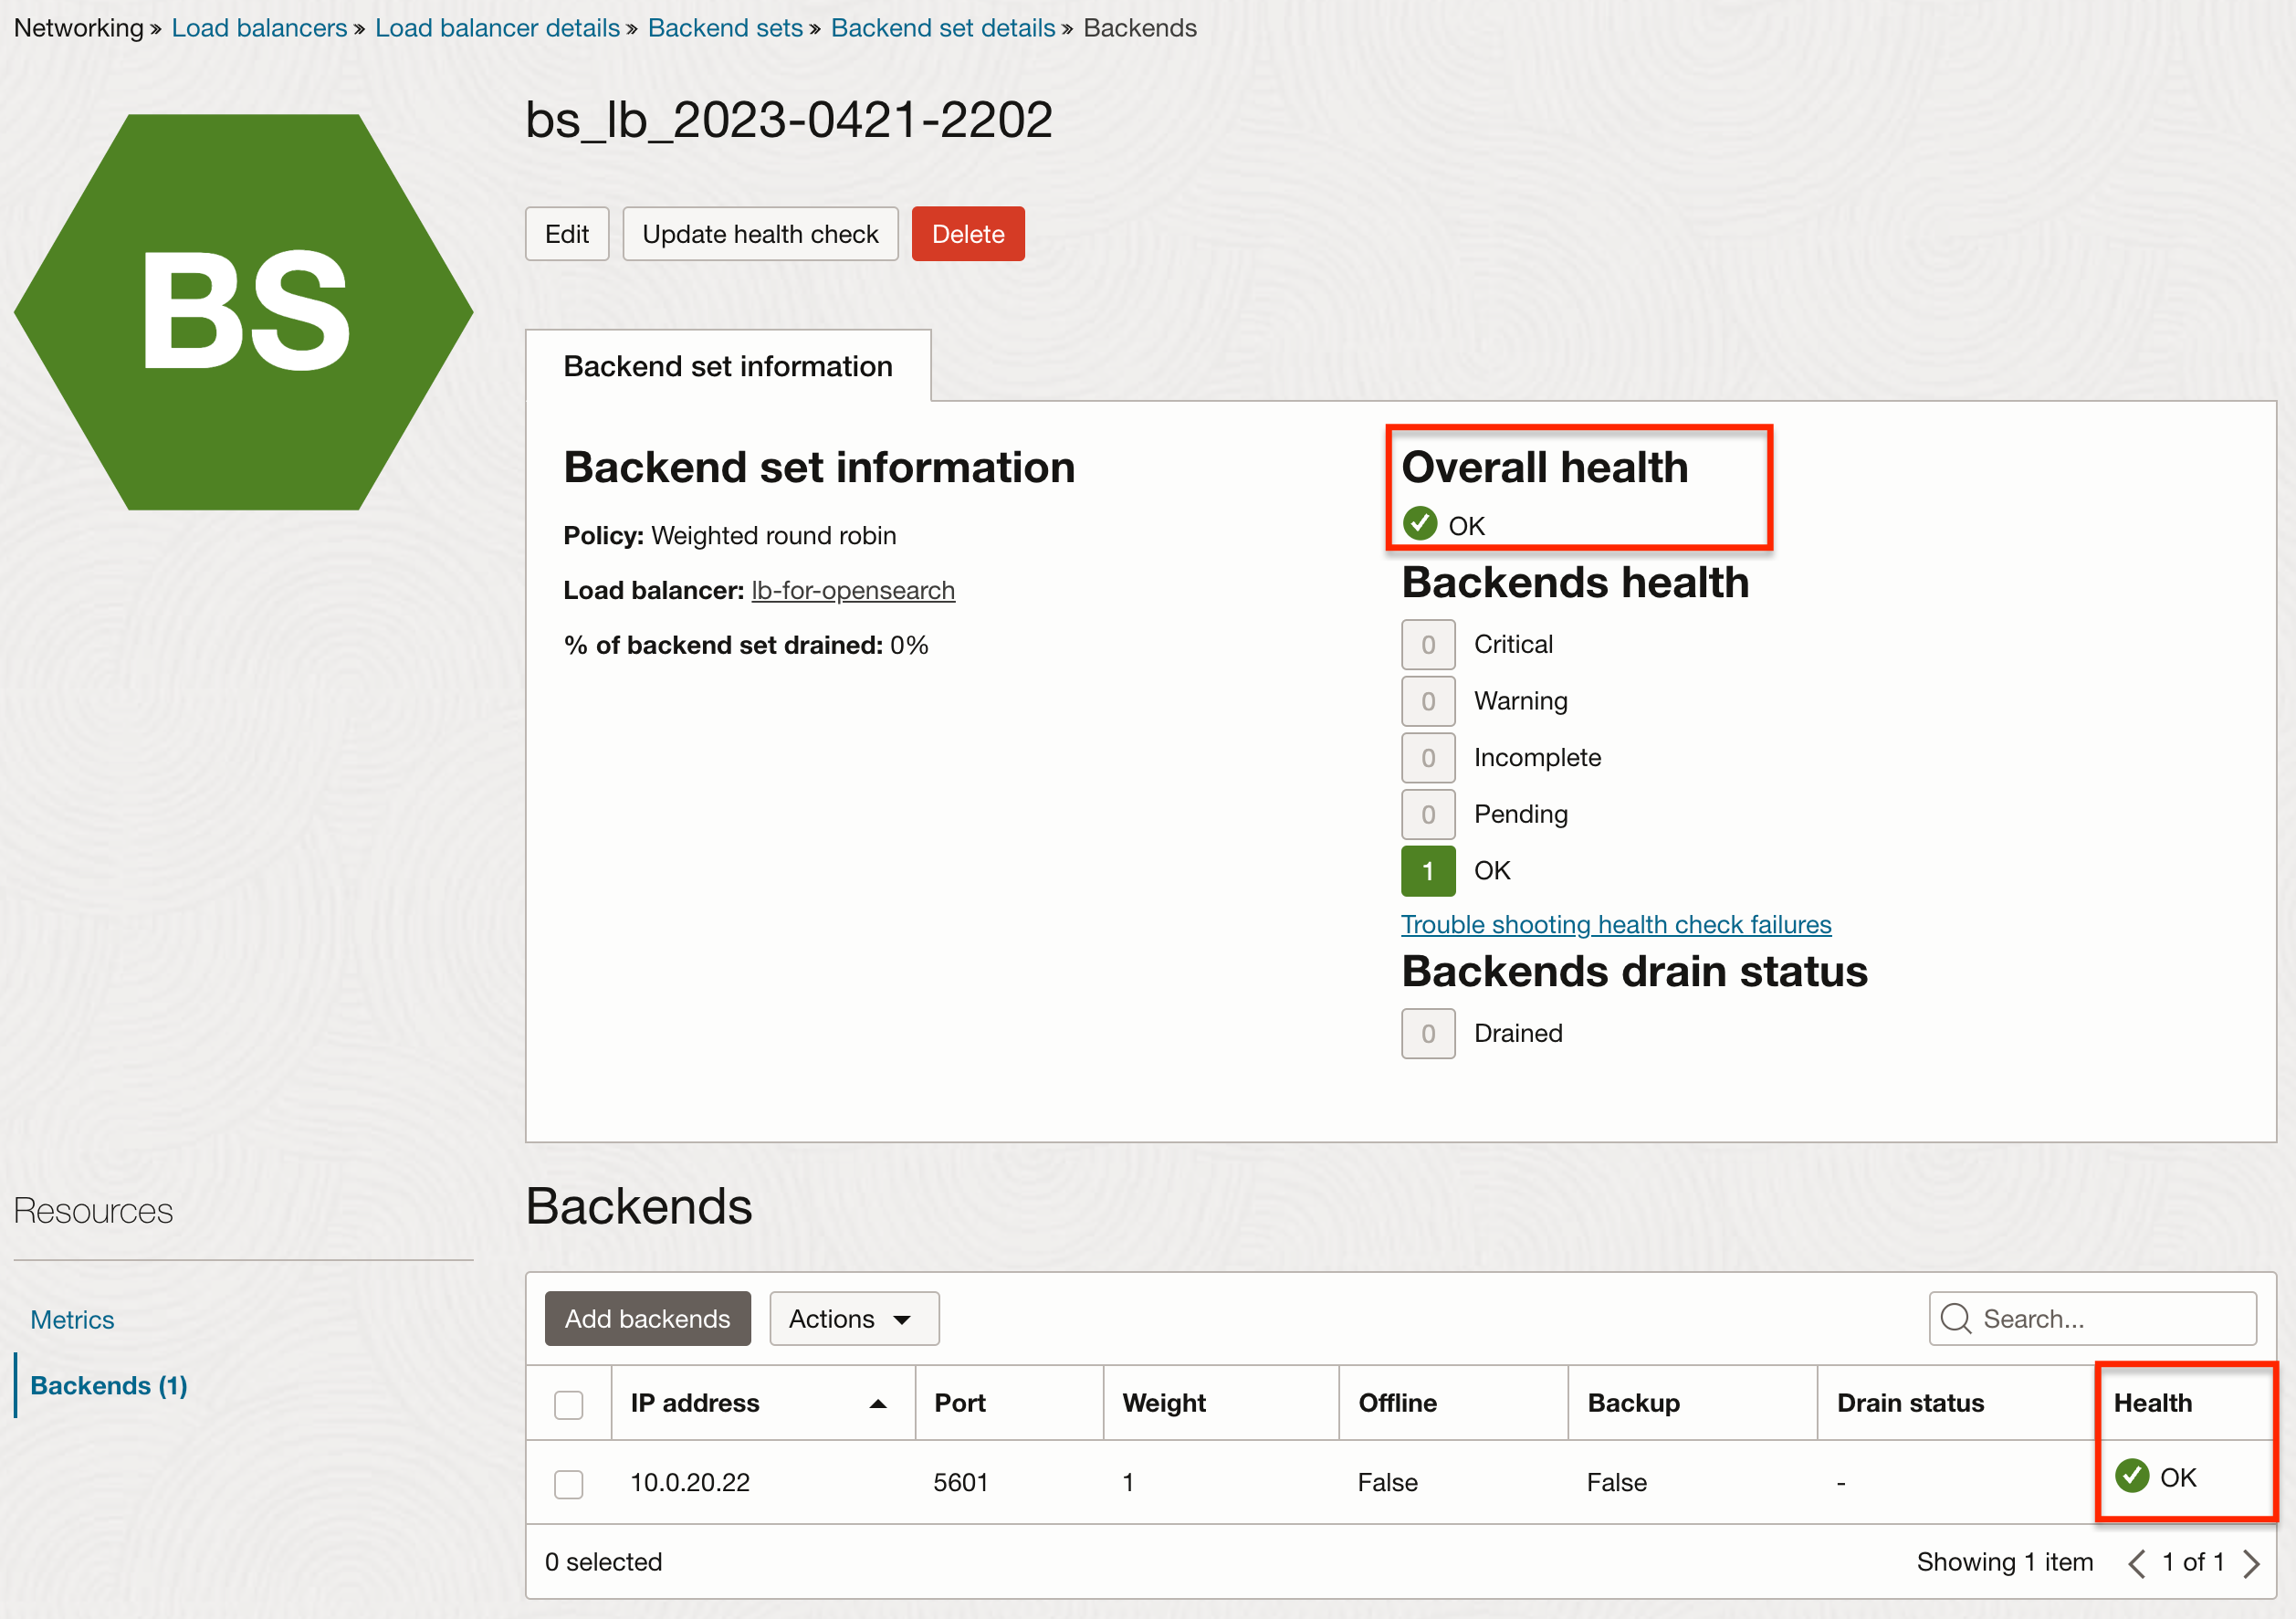 Networking » Load balancers » Load balancer details » Backend sets » Backend set details » Backends
BS
bs_lb_2023-0421-2202
Edit Update health check Delete
Backend set information
Backend set information
Policy: Weighted round robin
Load balancer: lb-for-opensearch
% of backend set drained: 0%
Overall health
OK
Backends health
0 Critical
0 Warning
0 Incomplete
0 Pending
1 OK
Trouble shooting health check failures
Backends drain status
0 Drained
Resources
Metrics
Backends (1)
Backends
Add backends Actions Search...
IP address Port Weight Offline Backup Drain status Health
10.0.20.22 5601 1 False False - OK
0 selected Showing 1 item 1 of 1